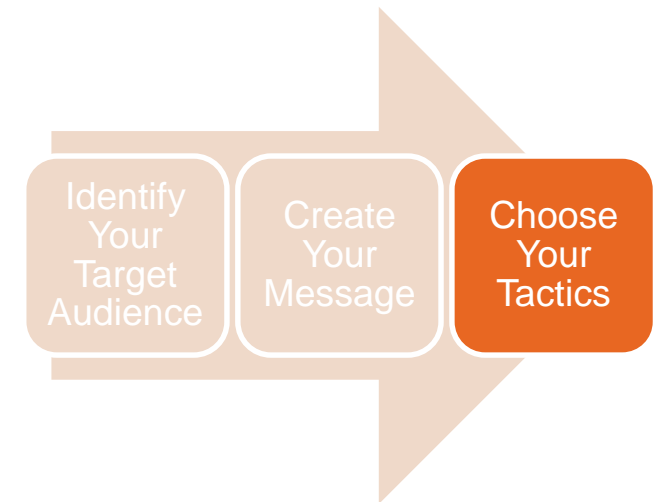 Identify
Your
Target
Audience
Create
Your
Message
Choose
Your
Tactics